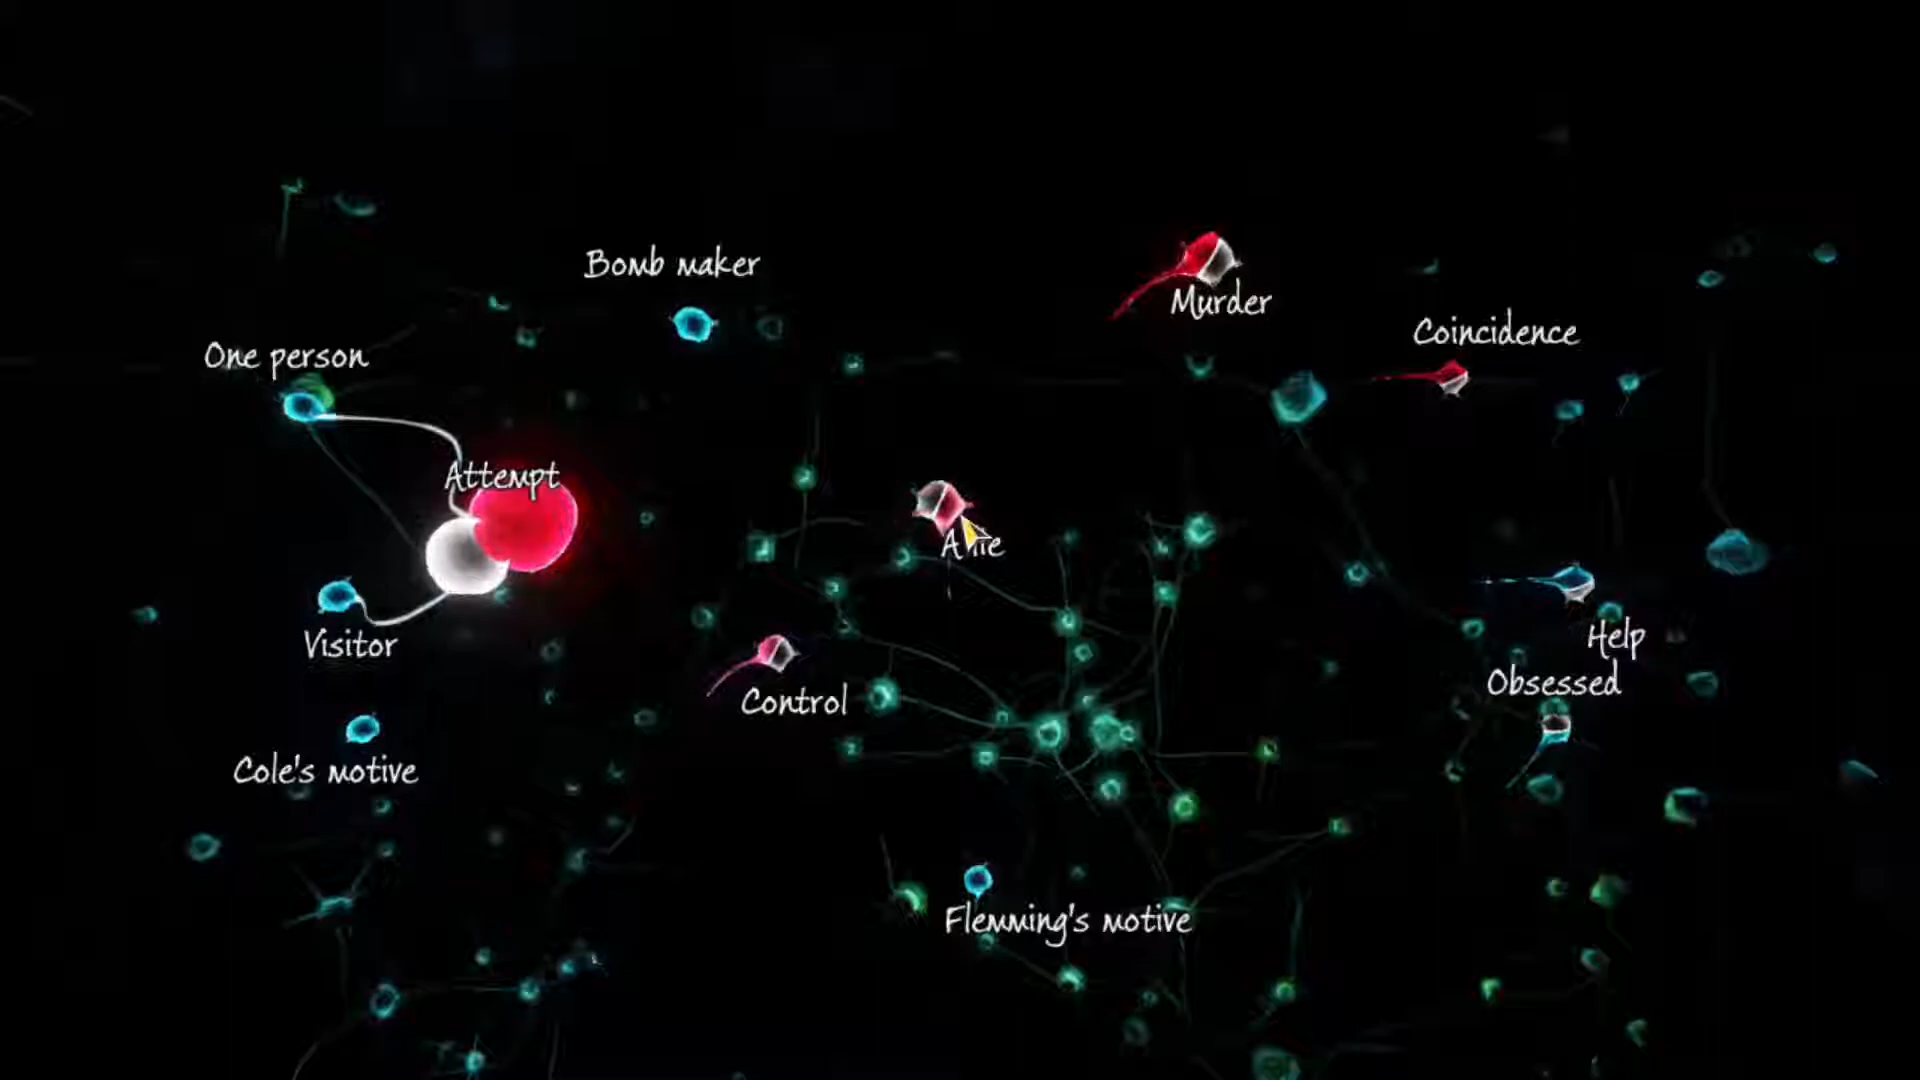 Bomb maker
Murder
Coincidence
One person
Attempt
Visitor
Help
Obsessed
Control
Cole's motive
Flemming's motive